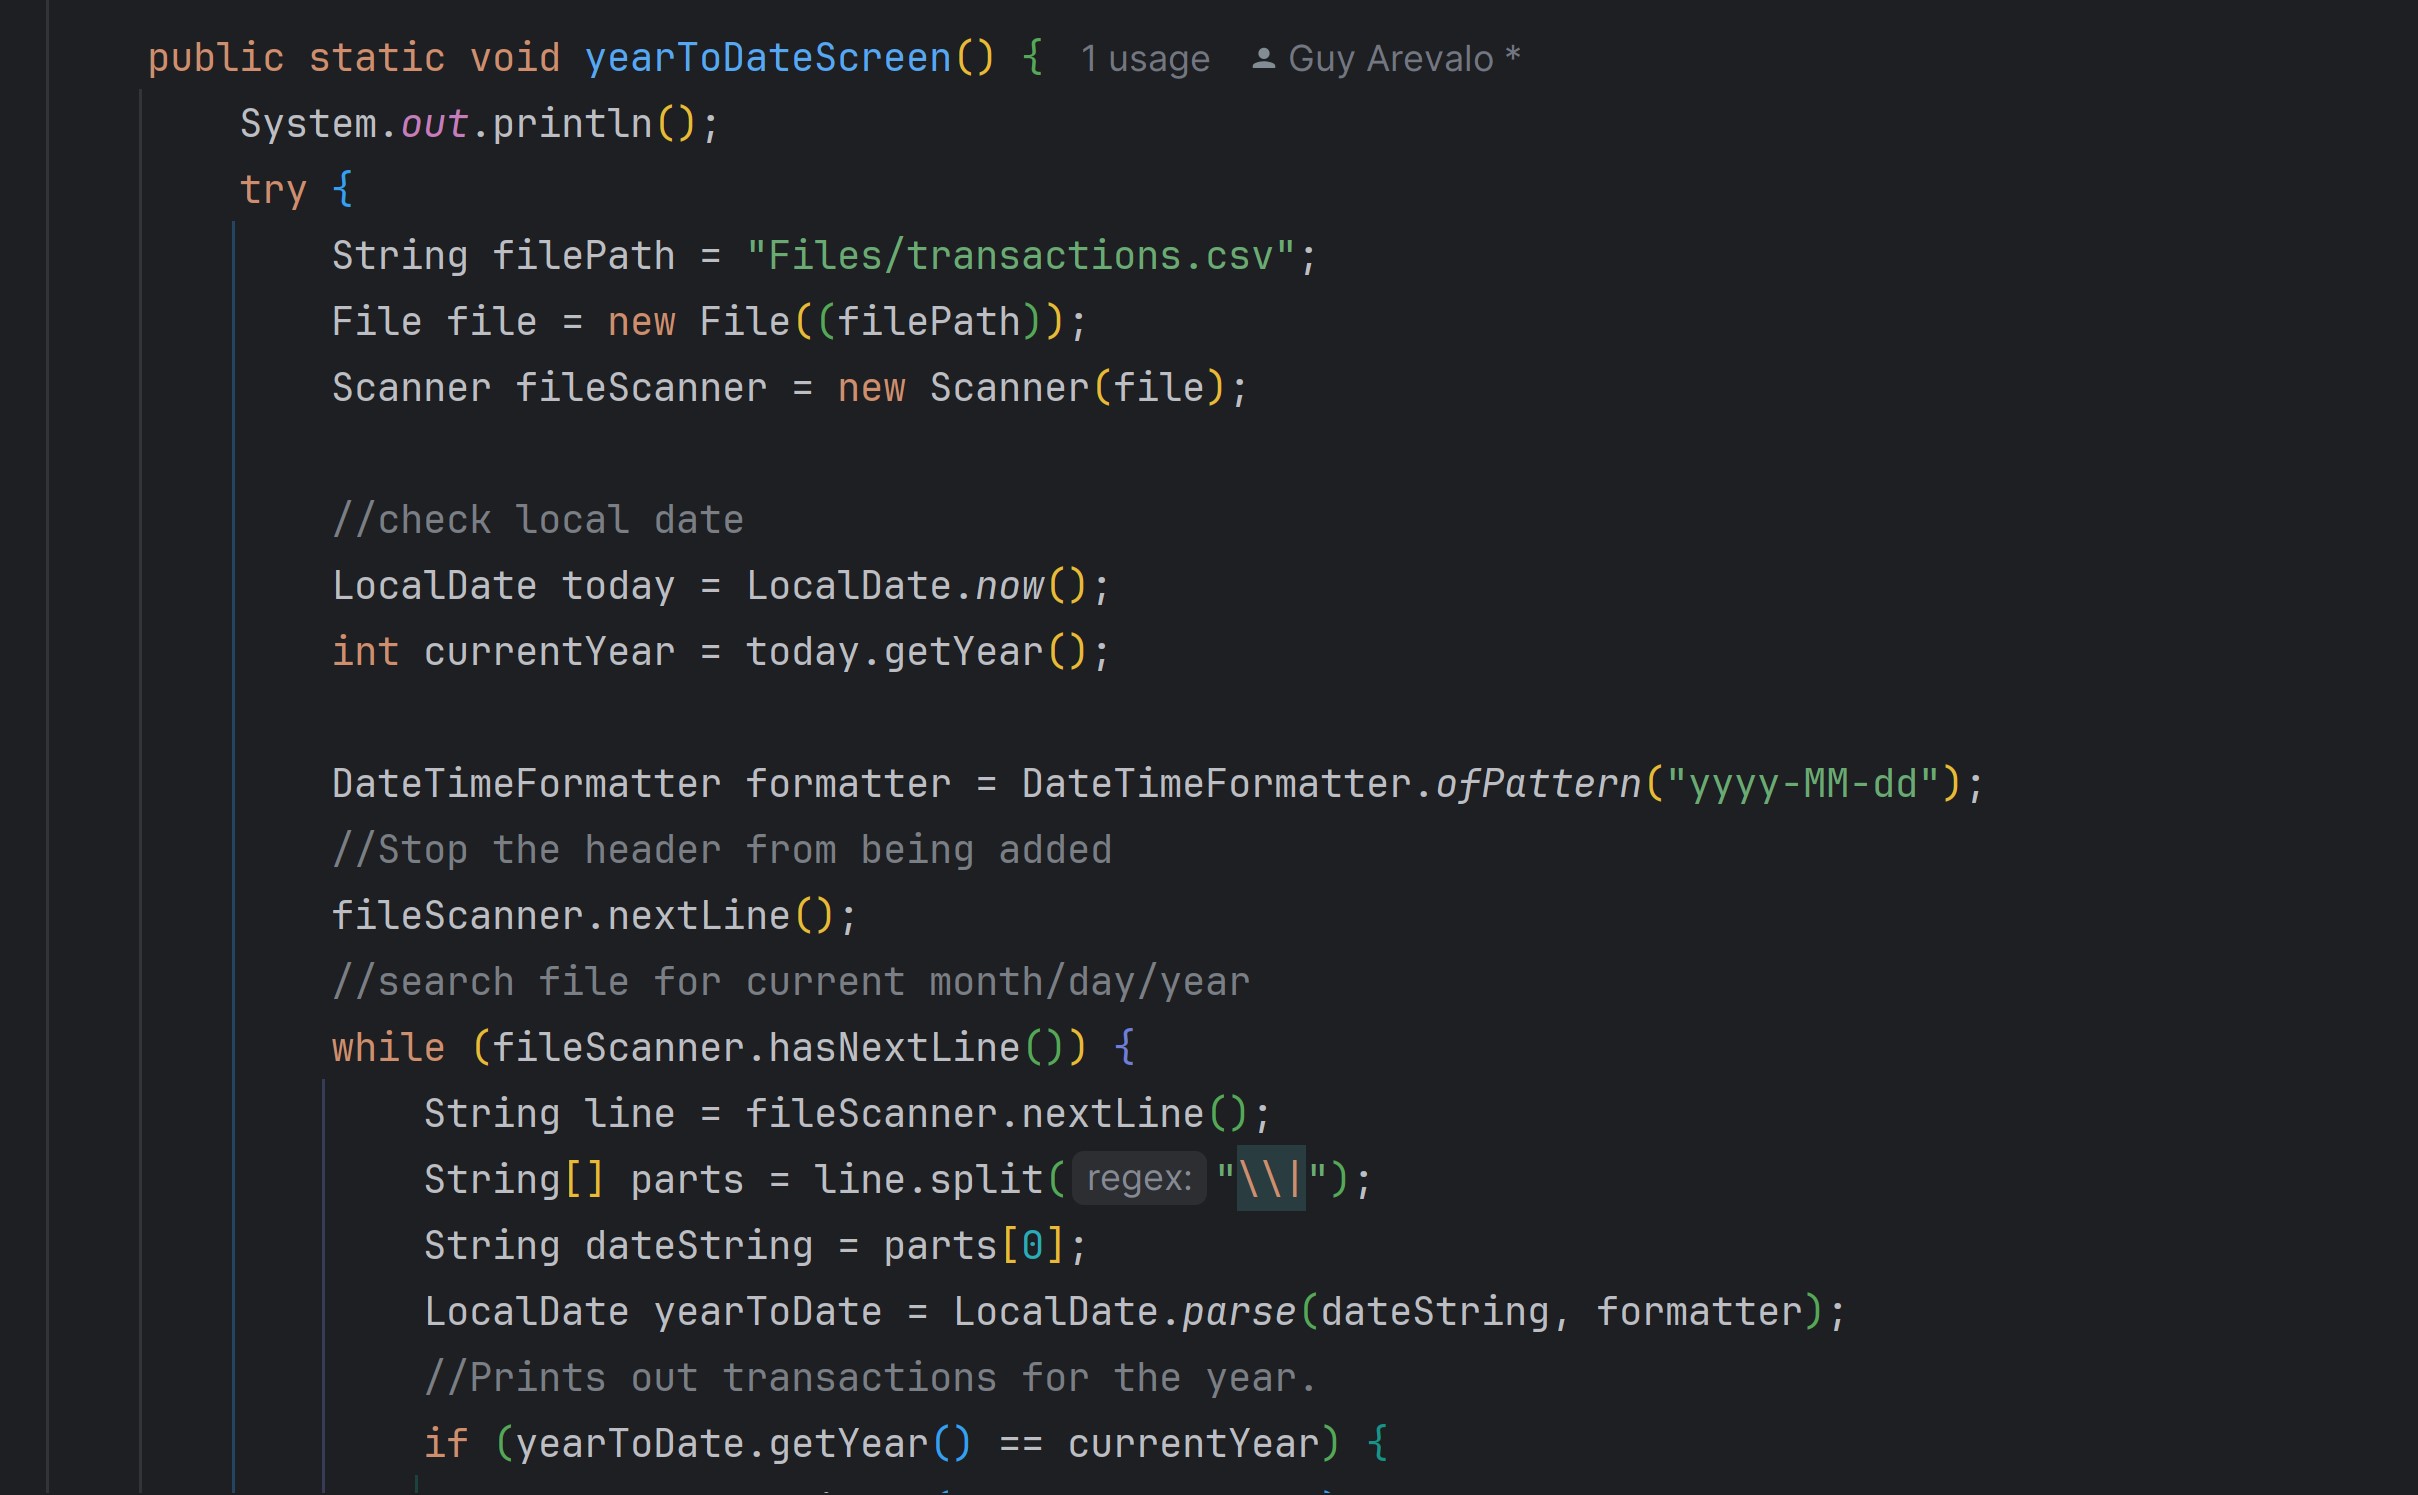 public static void yearToDateScreen() { 1 usage Guy Arevalo *
System.out.println();
try {
String filePath = "Files/transactions.csv";
File file = new File((filePath));
Scanner fileScanner = new Scanner(file);
//check local date
LocalDate today = LocalDate.now();
int currentYear = today.getYear();
DateTimeFormatter formatter = DateTimeFormatter.ofPattern("yyyy-MM-dd");
//Stop the header from being added
fileScanner.nextLine();
//search file for current month/day/year
while (fileScanner.hasNextLine()) {
String line = fileScanner.nextLine();
String[] parts = line.split( regex: "\\|");
String dateString = parts[0];
LocalDate yearToDate = LocalDate.parse(dateString, formatter);
//Prints out transactions for the year.
if (yearToDate.getYear() == currentYear) {